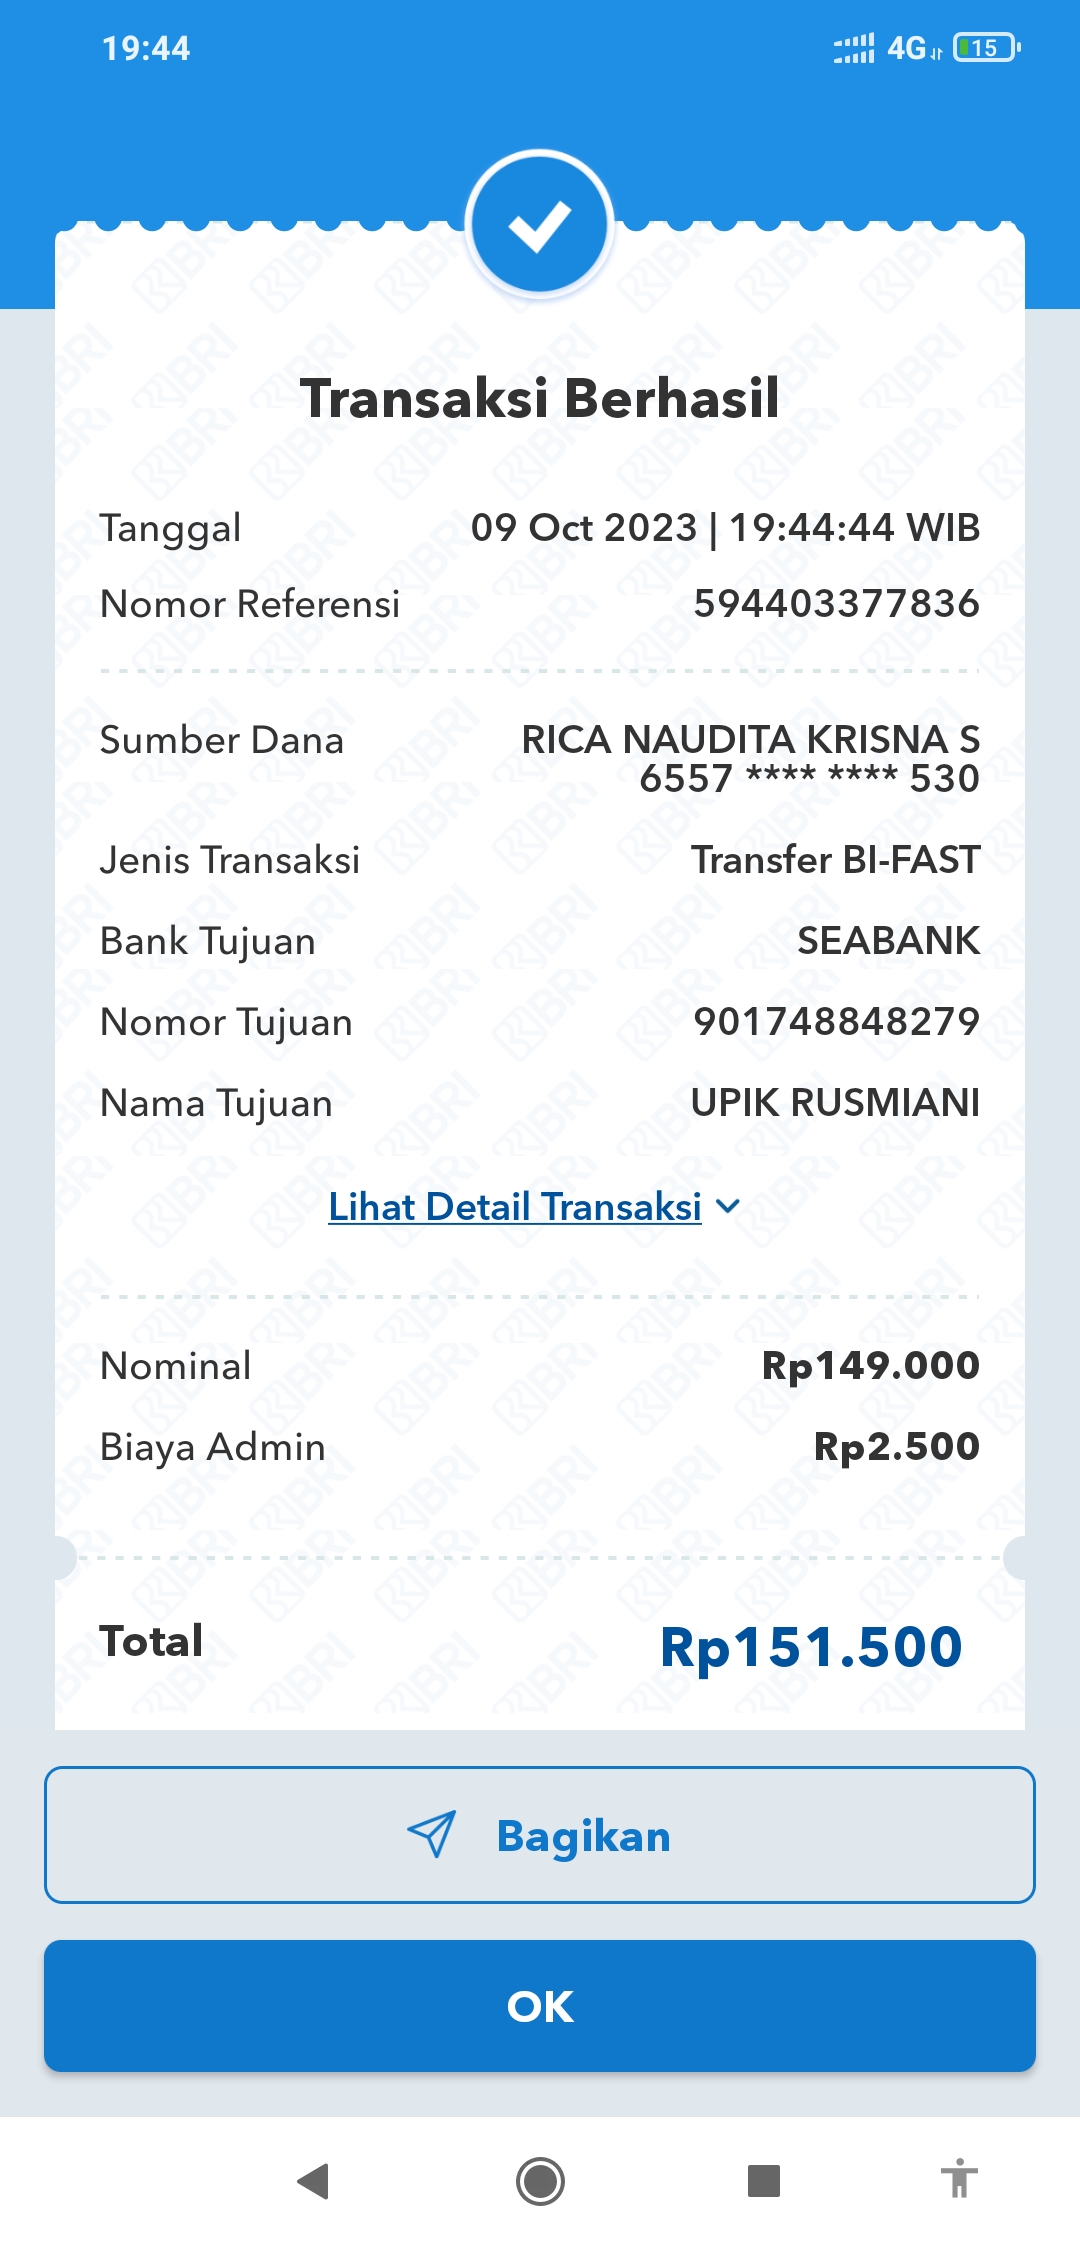 19:44
4G 15
Transaksi Berhasil
Tanggal 09 Oct 2023 | 19:44:44 WIB
Nomor Referensi 594403377836
Sumber Dana RICA NAUDITA KRISNA S
6557 **** **** 530
Jenis Transaksi Transfer BI-FAST
Bank Tujuan SEABANK
Nomor Tujuan 901748848279
Nama Tujuan UPIK RUSMIANI
Lihat Detail Transaksi
Nominal Rp149.000
Biaya Admin Rp2.500
Total Rp151.500
Bagikan
OK